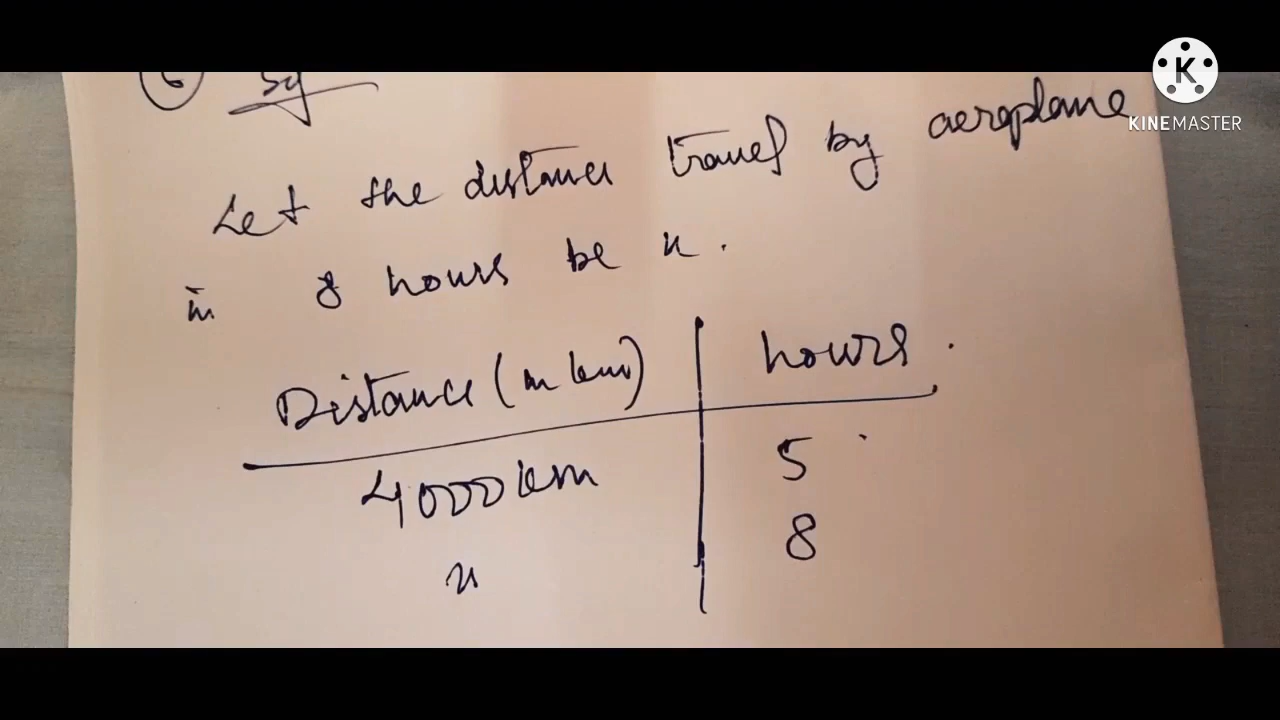 K
KINEMASTER
6
Let the distance travel by aeroplane
in 8 hours be x.
Distance (in km) hours.
4000 km 5
x 8